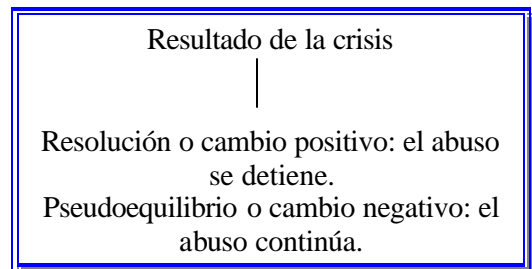 Resultado de la crisis
Resolución o cambio positivo: el abuso
se detiene.
Pseudoequilibrio o cambio negativo: el
abuso continúa.